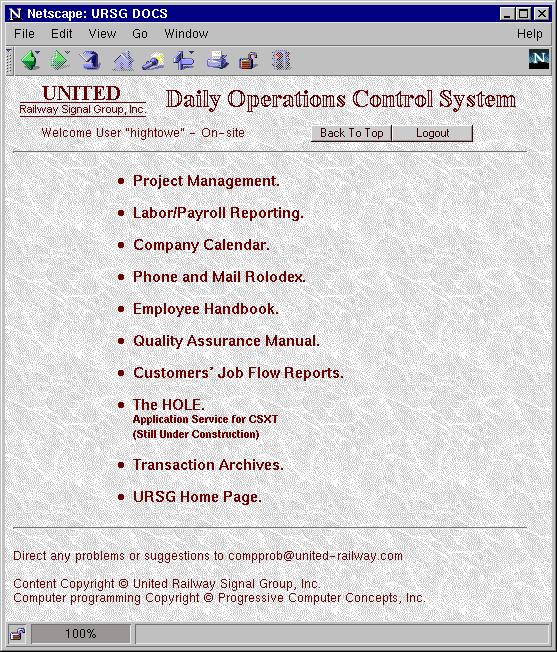 Netscape: URSG DOCS
File Edit View Go Window Help
UNITED
Railway Signal Group, Inc.
Daily Operations Control System
Welcome User "hightowe" - On-site
Back To Top Logout
Project Management.
Labor/Payroll Reporting.
Company Calendar.
Phone and Mail Rolodex.
Employee Handbook.
Quality Assurance Manual.
Customers' Job Flow Reports.
The HOLE.
Application Service for CSXT
(Still Under Construction)
Transaction Archives.
URSG Home Page.
Direct any problems or suggestions to compprob@united-railway.com
Content Copyright © United Railway Signal Group, Inc.
Computer programming Copyright © Progressive Computer Concepts, Inc.
100%